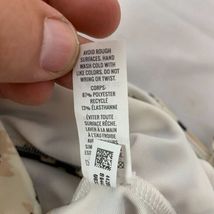 AVOID ROUGH
SURFACES. HAND
WASH COLD WITH
LIKE COLORS, DO NOT
WRING OR TWIST.
CORPS:
87% POLYESTER
RECYCLÉ
13% ÉLASTHANNE
ÉVITER TOUTE
SURFACE RUGUEUSE.
LAVER À LA MAIN
À L'EAU FROIDE